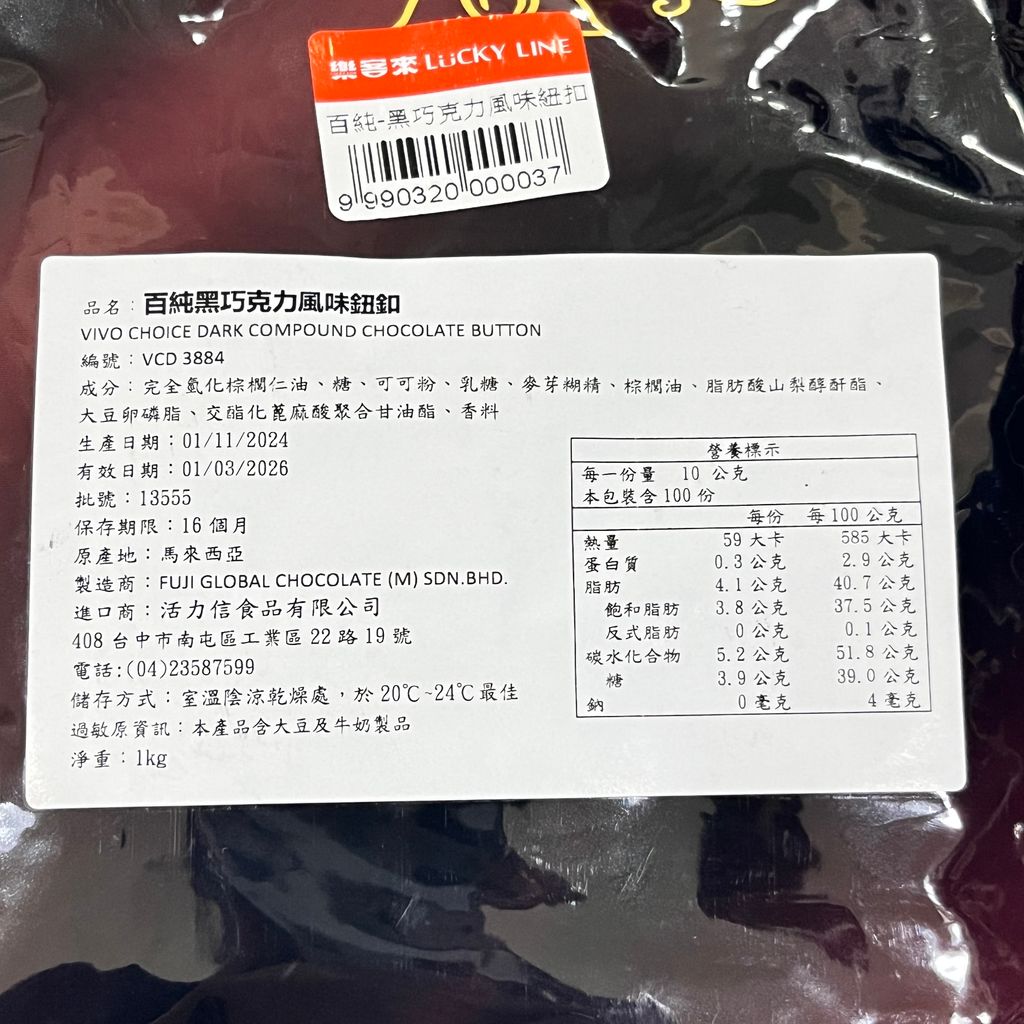 樂客來 LUCKY LINE
百純-黑巧克力風味紐扣
9 990320 000037
品名：百純黑巧克力風味鈕釦
VIVO CHOICE DARK COMPOUND CHOCOLATE BUTTON
編號：VCD 3884
成分：完全氫化棕櫚仁油、糖、可可粉、乳糖、麥芽糊精、棕櫚油、脂肪酸山梨醇酐酯、
大豆卵磷脂、交酯化蓖麻酸聚合甘油酯、香料
生產日期：01/11/2024
有效日期：01/03/2026
批號：13555
保存期限：16 個月
原產地：馬來西亞
製造商：FUJI GLOBAL CHOCOLATE (M) SDN.BHD.
進口商：活力信食品有限公司
408 台中市南屯區工業區 22 路 19 號
電話:(04)23587599
儲存方式：室溫陰涼乾燥處，於 20℃~24℃最佳
過敏原資訊：本產品含大豆及牛奶製品
淨重：1kg
營養標示
每一份量 10 公克
本包裝含 100 份
每份 每 100 公克
熱量 59 大卡 585 大卡
蛋白質 0.3 公克 2.9 公克
脂肪 4.1 公克 40.7 公克
飽和脂肪 3.8 公克 37.5 公克
反式脂肪 0 公克 0.1 公克
碳水化合物 5.2 公克 51.8 公克
糖 3.9 公克 39.0 公克
鈉 0 毫克 4 毫克